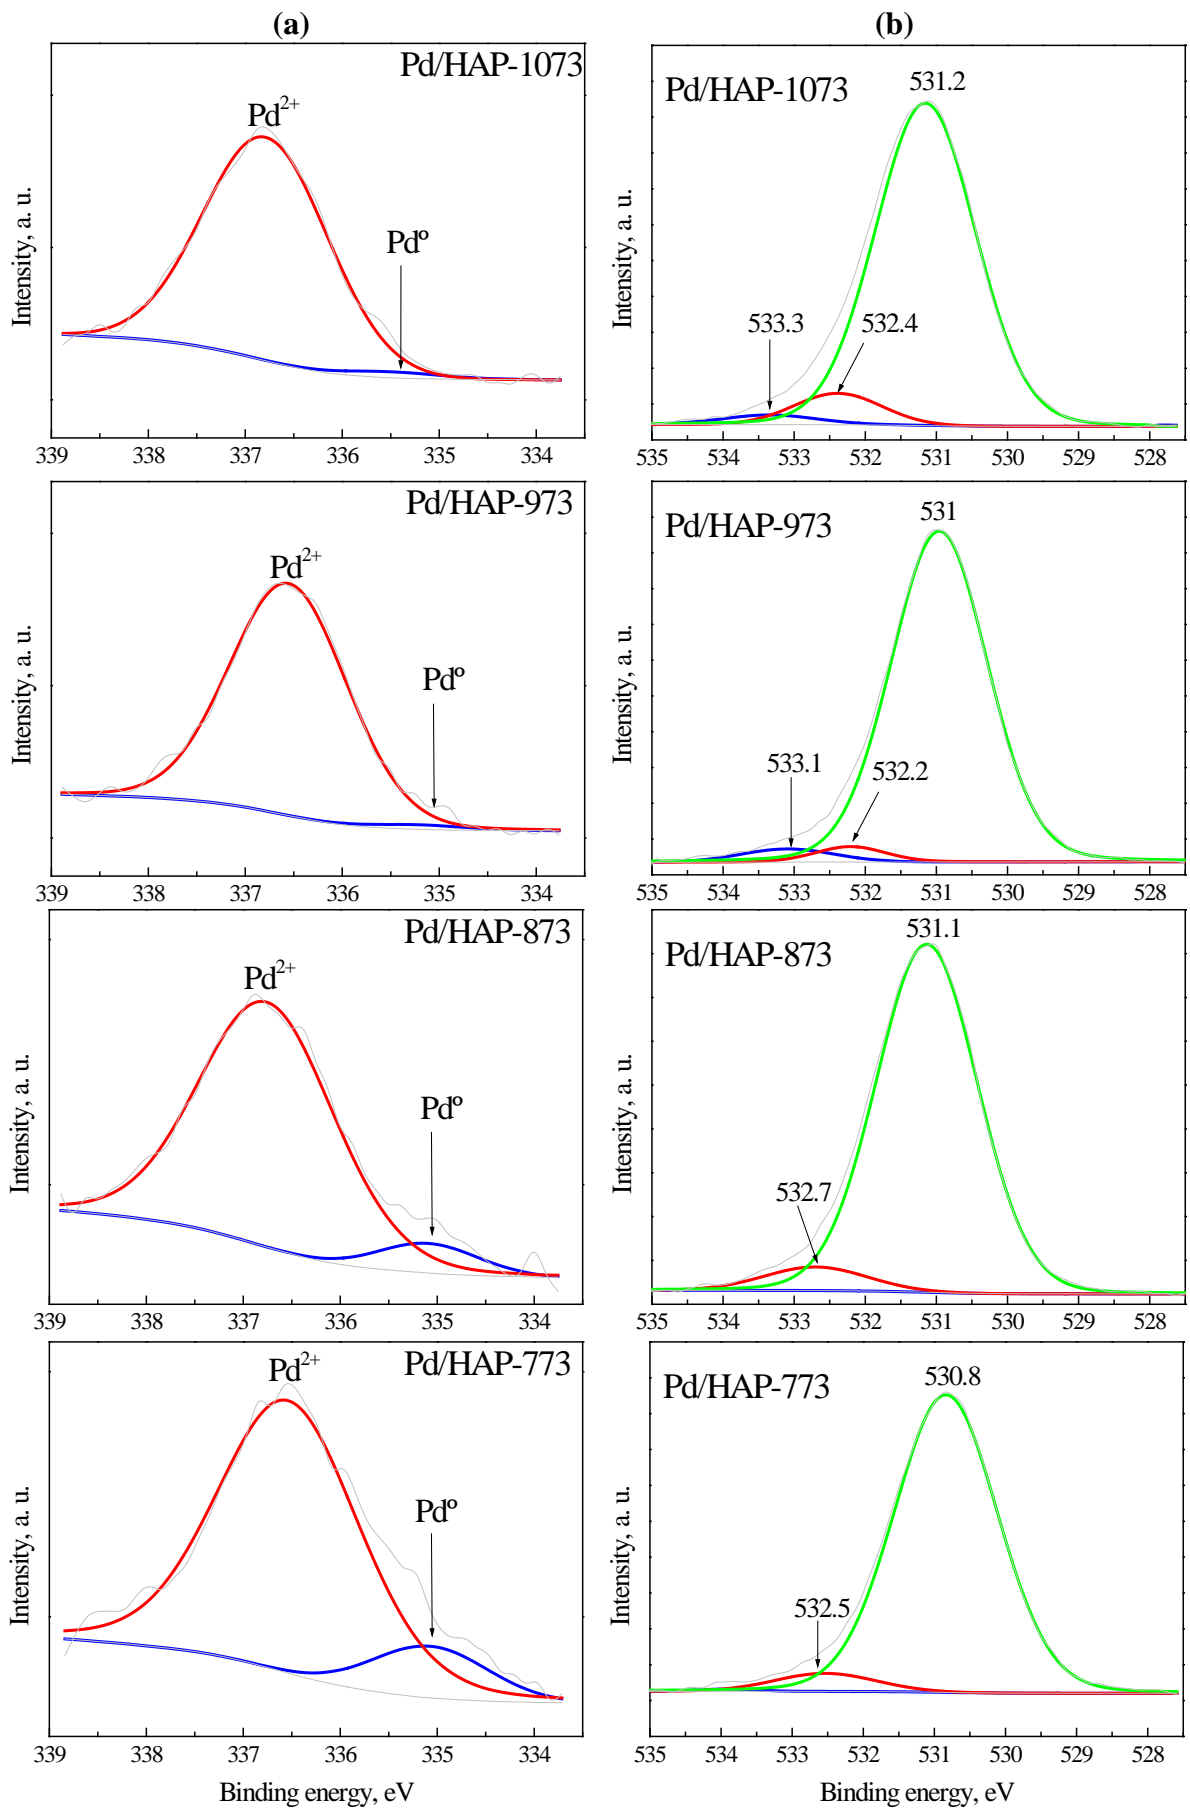 (a)
(b)
Pd/HAP-1073
Pd²⁺
Pdº
Intensity, a. u.
339 338 337 336 335 334
Pd/HAP-1073
531.2
533.3
532.4
Intensity, a. u.
535 534 533 532 531 530 529 528
Pd/HAP-973
Pd²⁺
Pdº
Intensity, a. u.
339 338 337 336 335 334
Pd/HAP-973
531
533.1
532.2
Intensity, a. u.
535 534 533 532 531 530 529 528
Pd/HAP-873
Pd²⁺
Pdº
Intensity, a. u.
339 338 337 336 335 334
Pd/HAP-873
531.1
532.7
Intensity, a. u.
535 534 533 532 531 530 529 528
Pd/HAP-773
Pd²⁺
Pdº
Intensity, a. u.
339 338 337 336 335 334
Binding energy, eV
Pd/HAP-773
530.8
532.5
Intensity, a. u.
535 534 533 532 531 530 529 528
Binding energy, eV